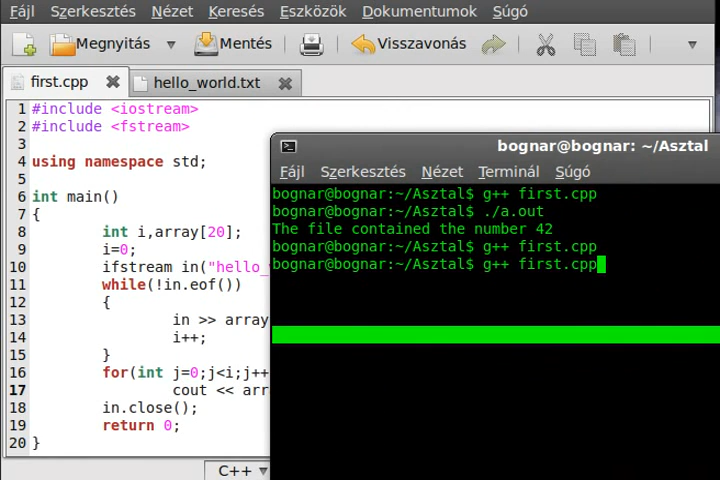 Fájl Szerkesztés Nézet Keresés Eszközök Dokumentumok Súgó
Megnyitás Mentés Visszavonás
first.cpp hello_world.txt
1 #include <iostream>
2 #include <fstream>
3
4 using namespace std;
5
6 int main()
7 {
8 int i,array[20];
9 i=0;
10 ifstream in("hello_
11 while(!in.eof())
12 {
13 in >> array
14 i++;
15 }
16 for(int j=0;j<i;j++
17 cout << arr
18 in.close();
19 return 0;
20 }
C++
bognar@bognar: ~/Asztal
Fájl Szerkesztés Nézet Terminál Súgó
bognar@bognar:~/Asztal$ g++ first.cpp
bognar@bognar:~/Asztal$ ./a.out
The file contained the number 42
bognar@bognar:~/Asztal$ g++ first.cpp
bognar@bognar:~/Asztal$ g++ first.cpp